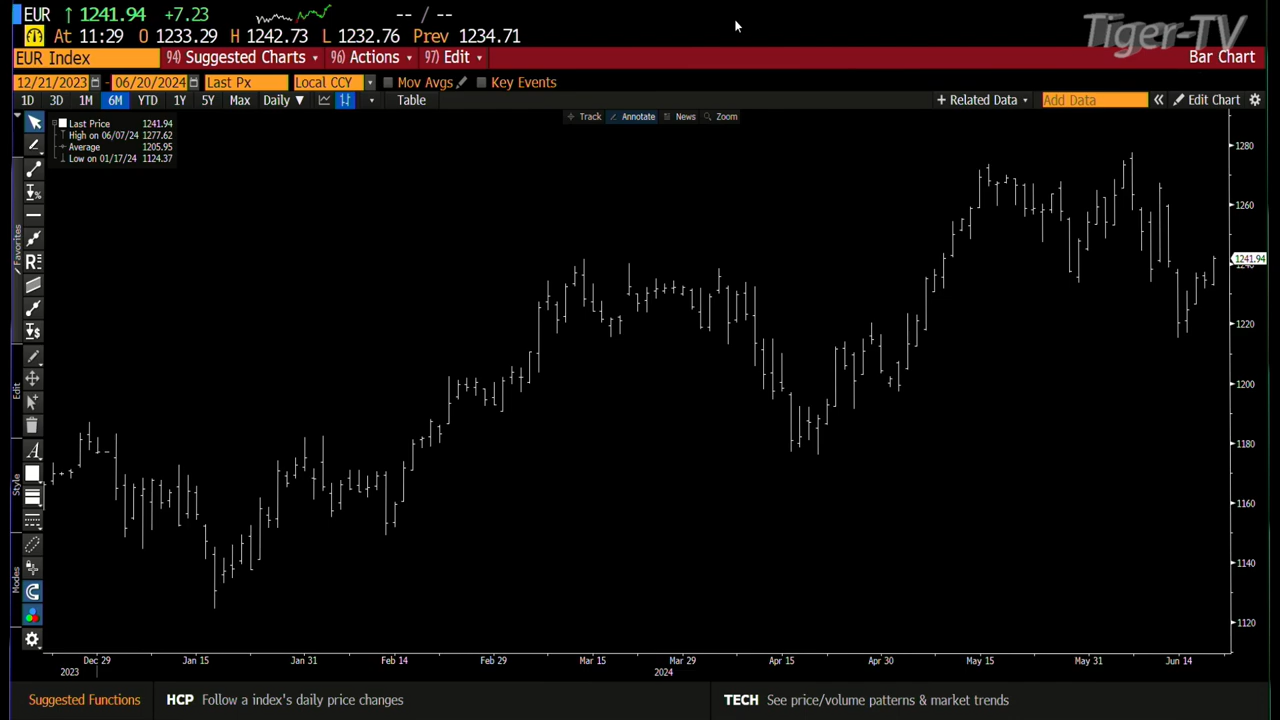 EUR ↑ 1241.94 +7.23 -- / --
At 11:29 O 1233.29 H 1242.73 L 1232.76 Prev 1234.71
Tiger-TV
EUR Index 94) Suggested Charts 96) Actions 97) Edit Bar Chart
12/21/2023 - 06/20/2024 Last Px Local CCY Mov Avgs Key Events
1D 3D 1M 6M YTD 1Y 5Y Max Daily ▼ Table + Related Data Add Data « Edit Chart
Track Annotate News Zoom
Last Price 1241.94
High on 06/07/24 1277.62
Average 1205.95
Low on 01/17/24 1124.37
Favorites
Edit
Style
Modes
1280
1260
1241.94
1240
1220
1200
1180
1160
1140
1120
Dec 29 Jan 15 Jan 31 Feb 14 Feb 29 Mar 15 Mar 29 Apr 15 Apr 30 May 15 May 31 Jun 14
2023 2024
Suggested Functions HCP Follow a index's daily price changes TECH See price/volume patterns & market trends